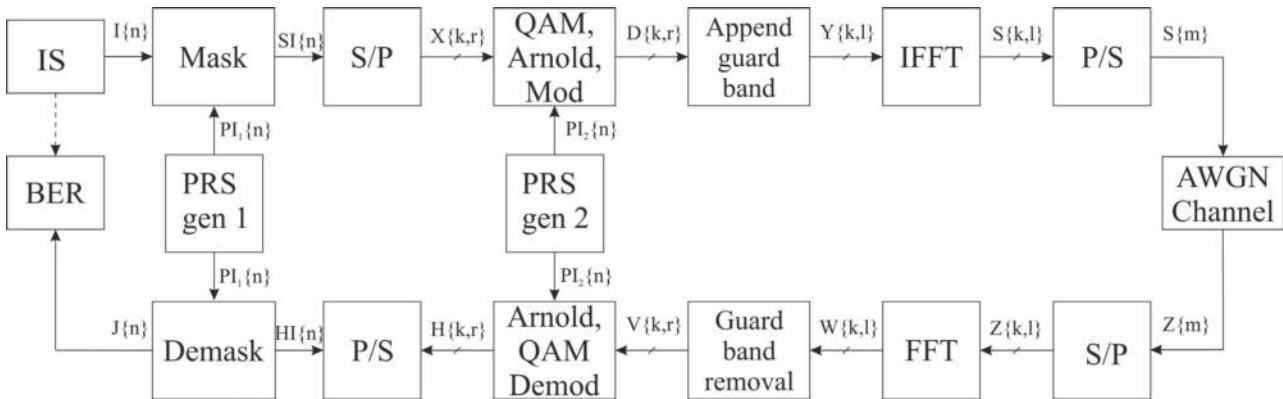 I{n}
SI{n}
X{k,r}
D{k,r}
Y{k,l}
S{k,l}
S{m}
IS
Mask
S/P
QAM,
Arnold,
Mod
Append
guard
band
IFFT
P/S
PI₁{n}
PI₂{n}
BER
PRS
gen 1
PRS
gen 2
AWGN
Channel
PI₁{n}
PI₂{n}
J{n}
HI{n}
H{k,r}
V{k,r}
W{k,l}
Z{k,l}
Z{m}
Demask
P/S
Arnold,
QAM
Demod
Guard
band
removal
FFT
S/P